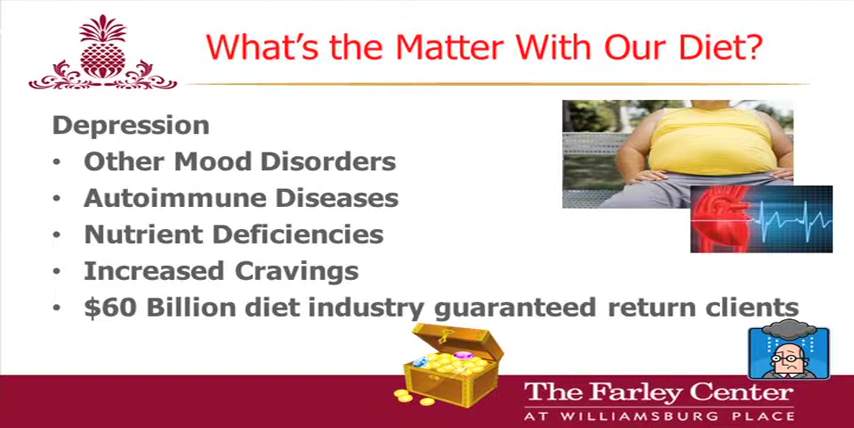 What's the Matter With Our Diet?
Depression
• Other Mood Disorders
• Autoimmune Diseases
• Nutrient Deficiencies
• Increased Cravings
• $60 Billion diet industry guaranteed return clients
The Farley Center
AT WILLIAMSBURG PLACE